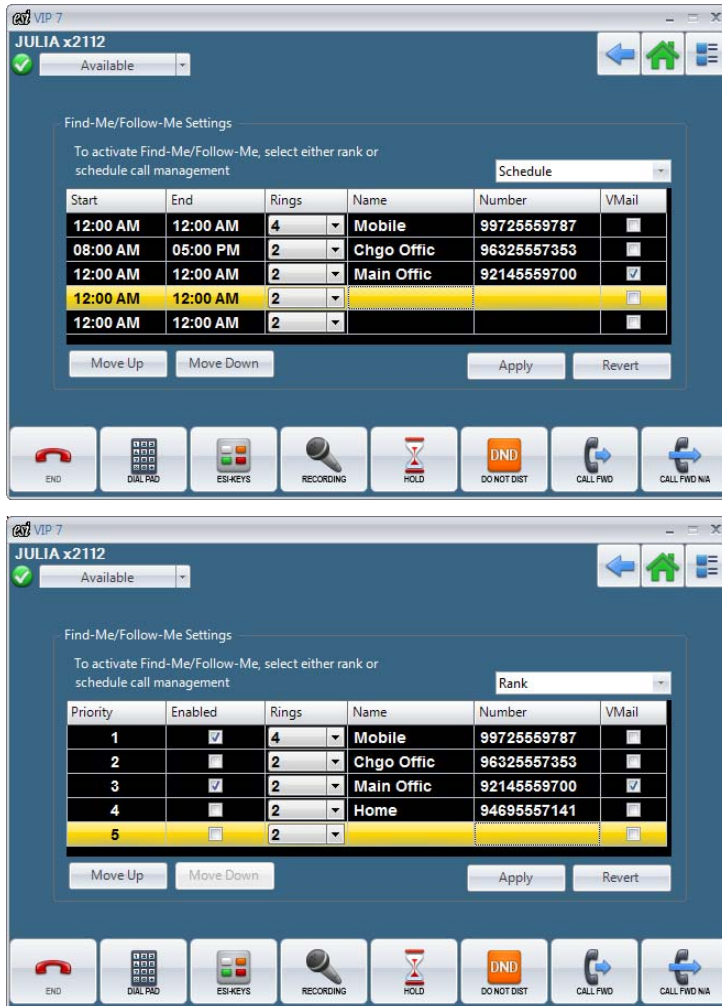 esi VIP 7
JULIA x2112
Available
Find-Me/Follow-Me Settings
To activate Find-Me/Follow-Me, select either rank or
schedule call management
Schedule
Start End Rings Name Number VMail
12:00 AM 12:00 AM 4 Mobile 99725559787
08:00 AM 05:00 PM 2 Chgo Offic 96325557353
12:00 AM 12:00 AM 2 Main Offic 92145559700
12:00 AM 12:00 AM 2
12:00 AM 12:00 AM 2
Move Up Move Down Apply Revert
DND
END DIAL PAD ESI-KEYS RECORDING HOLD DO NOT DIST CALL FWD CALL FWD N/A
esi VIP 7
JULIA x2112
Available
Find-Me/Follow-Me Settings
To activate Find-Me/Follow-Me, select either rank or
schedule call management
Rank
Priority Enabled Rings Name Number VMail
1 4 Mobile 99725559787
2 2 Chgo Offic 96325557353
3 2 Main Offic 92145559700
4 2 Home 94695557141
5 2
Move Up Move Down Apply Revert
DND
END DIAL PAD ESI-KEYS RECORDING HOLD DO NOT DIST CALL FWD CALL FWD N/A